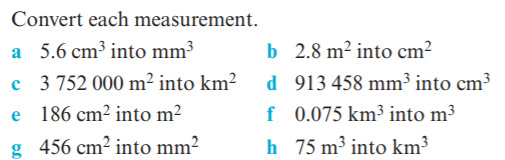 Convert each measurement.
a 5.6 cm³ into mm³ b 2.8 m² into cm²
c 3 752 000 m² into km² d 913 458 mm³ into cm³
e 186 cm² into m² f 0.075 km³ into m³
g 456 cm² into mm² h 75 m³ into km³